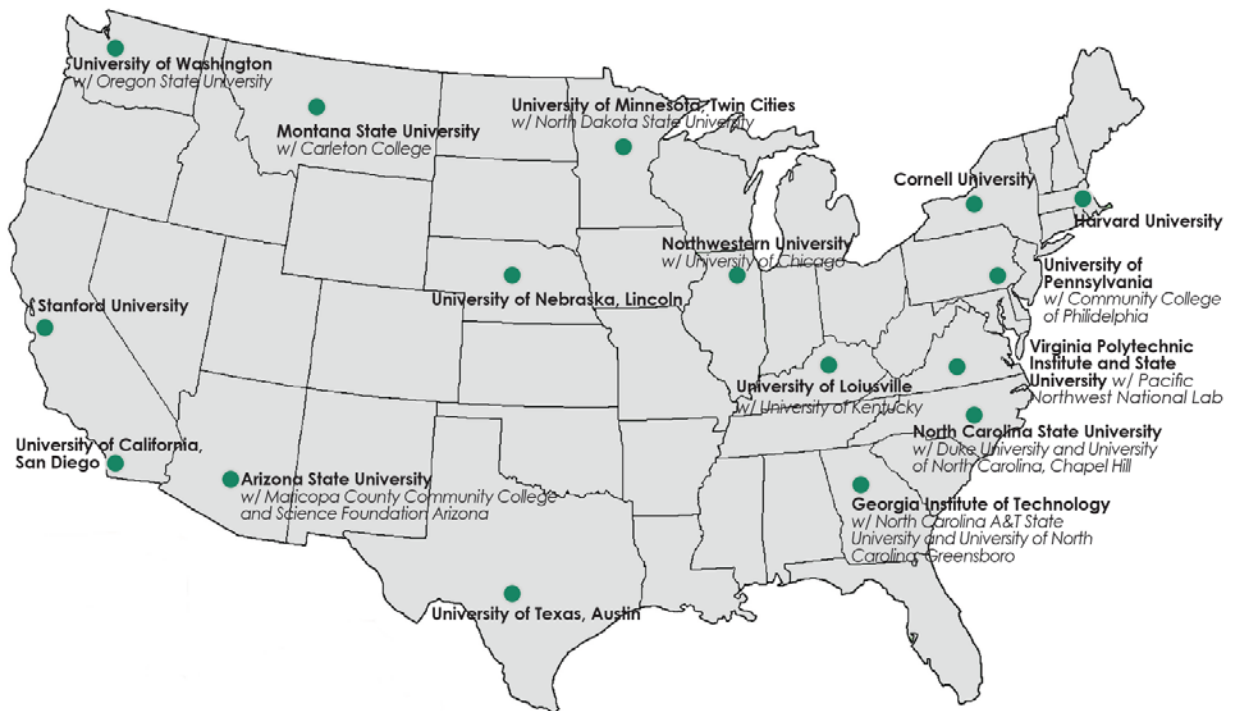 University of Washington
w/ Oregon State University
Montana State University
w/ Carleton College
University of Minnesota, Twin Cities
w/ North Dakota State University
Cornell University
Harvard University
Northwestern University
w/ University of Chicago
University of
Pennsylvania
w/ Community College
of Philidelphia
University of Nebraska, Lincoln
Stanford University
Virginia Polytechnic
Institute and State
University w/ Pacific
Northwest National Lab
University of Loiusville
w/ University of Kentucky
North Carolina State University
w/ Duke University and University
of North Carolina, Chapel Hill
University of California,
San Diego
Arizona State University
w/ Maricopa County Community College
and Science Foundation Arizona
Georgia Institute of Technology
w/ North Carolina A&T State
University and University of North
Carolina, Greensboro
University of Texas, Austin